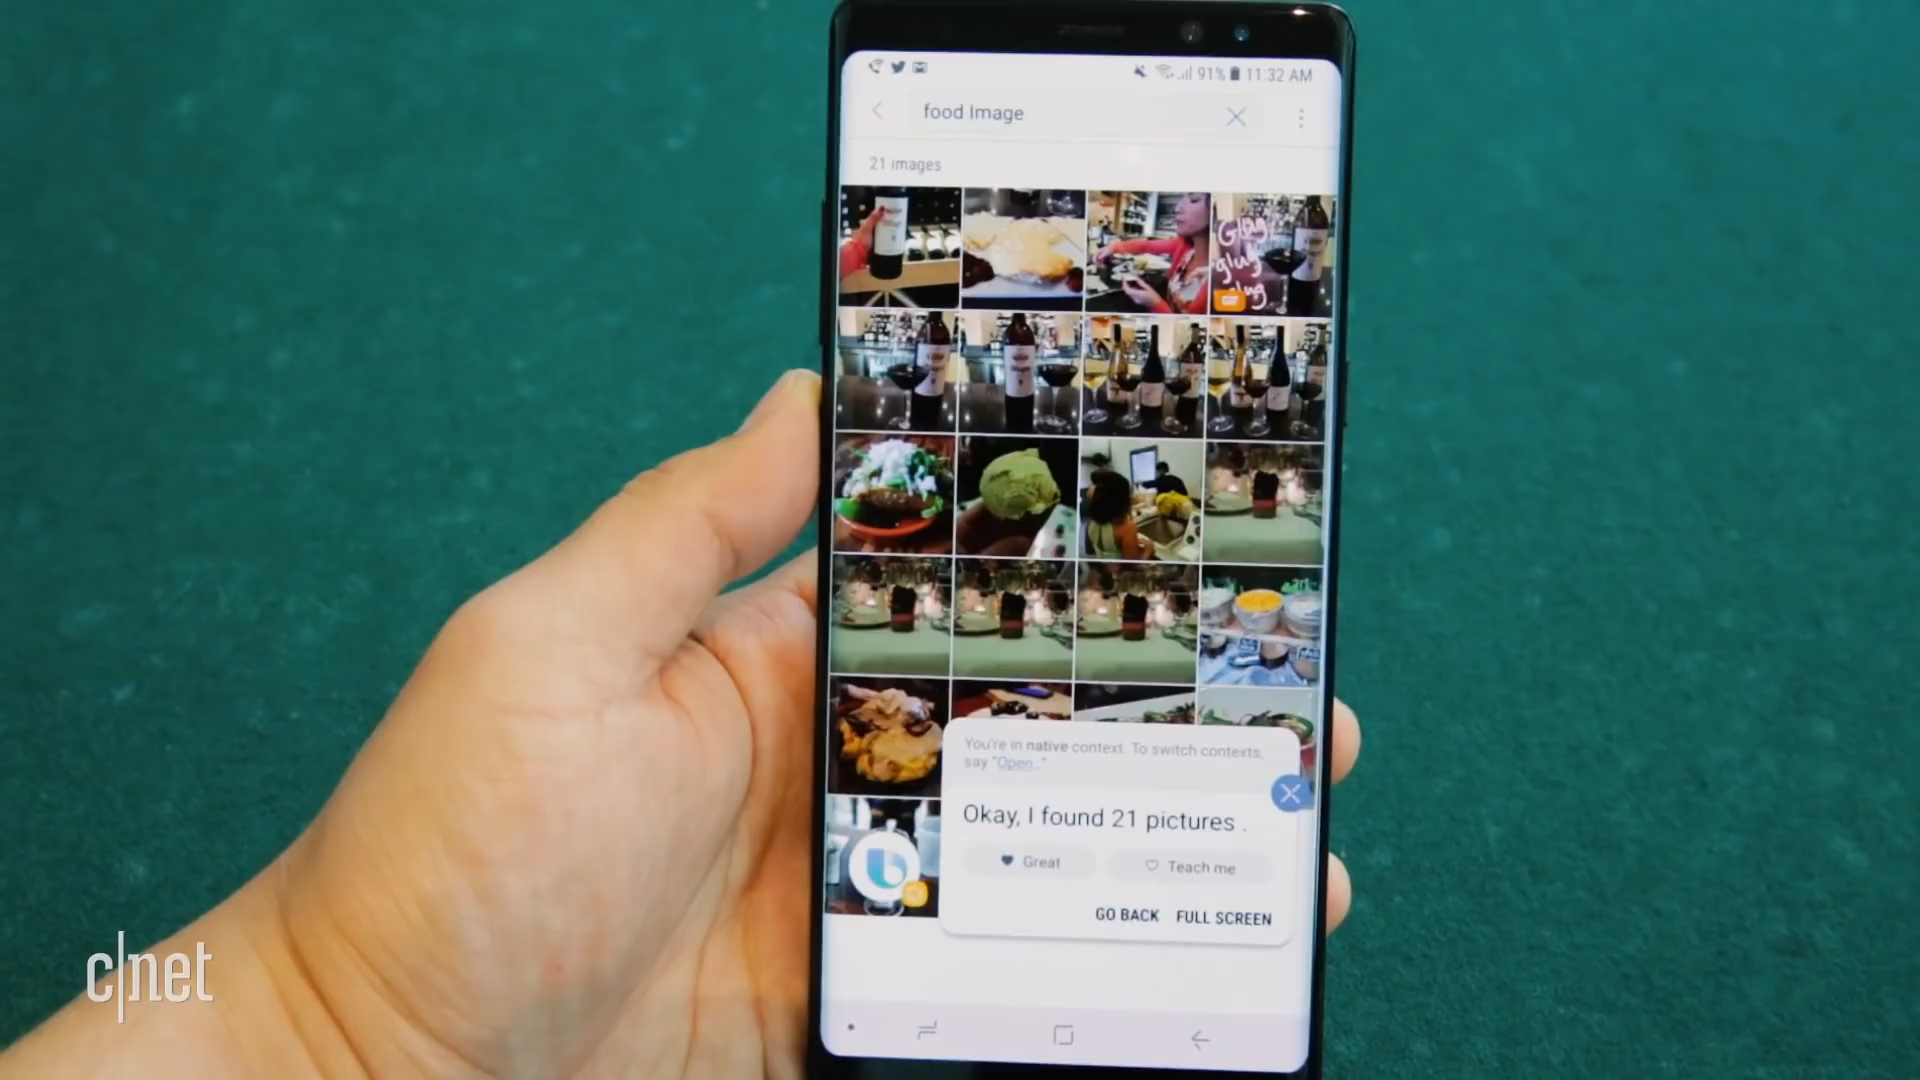 91% 11:32 AM
food Image
21 images
Glug
glug
glug
GIF
You're in native context. To switch contexts,
say "Open..."
Okay, I found 21 pictures .
Great
Teach me
GO BACK FULL SCREEN
c|net